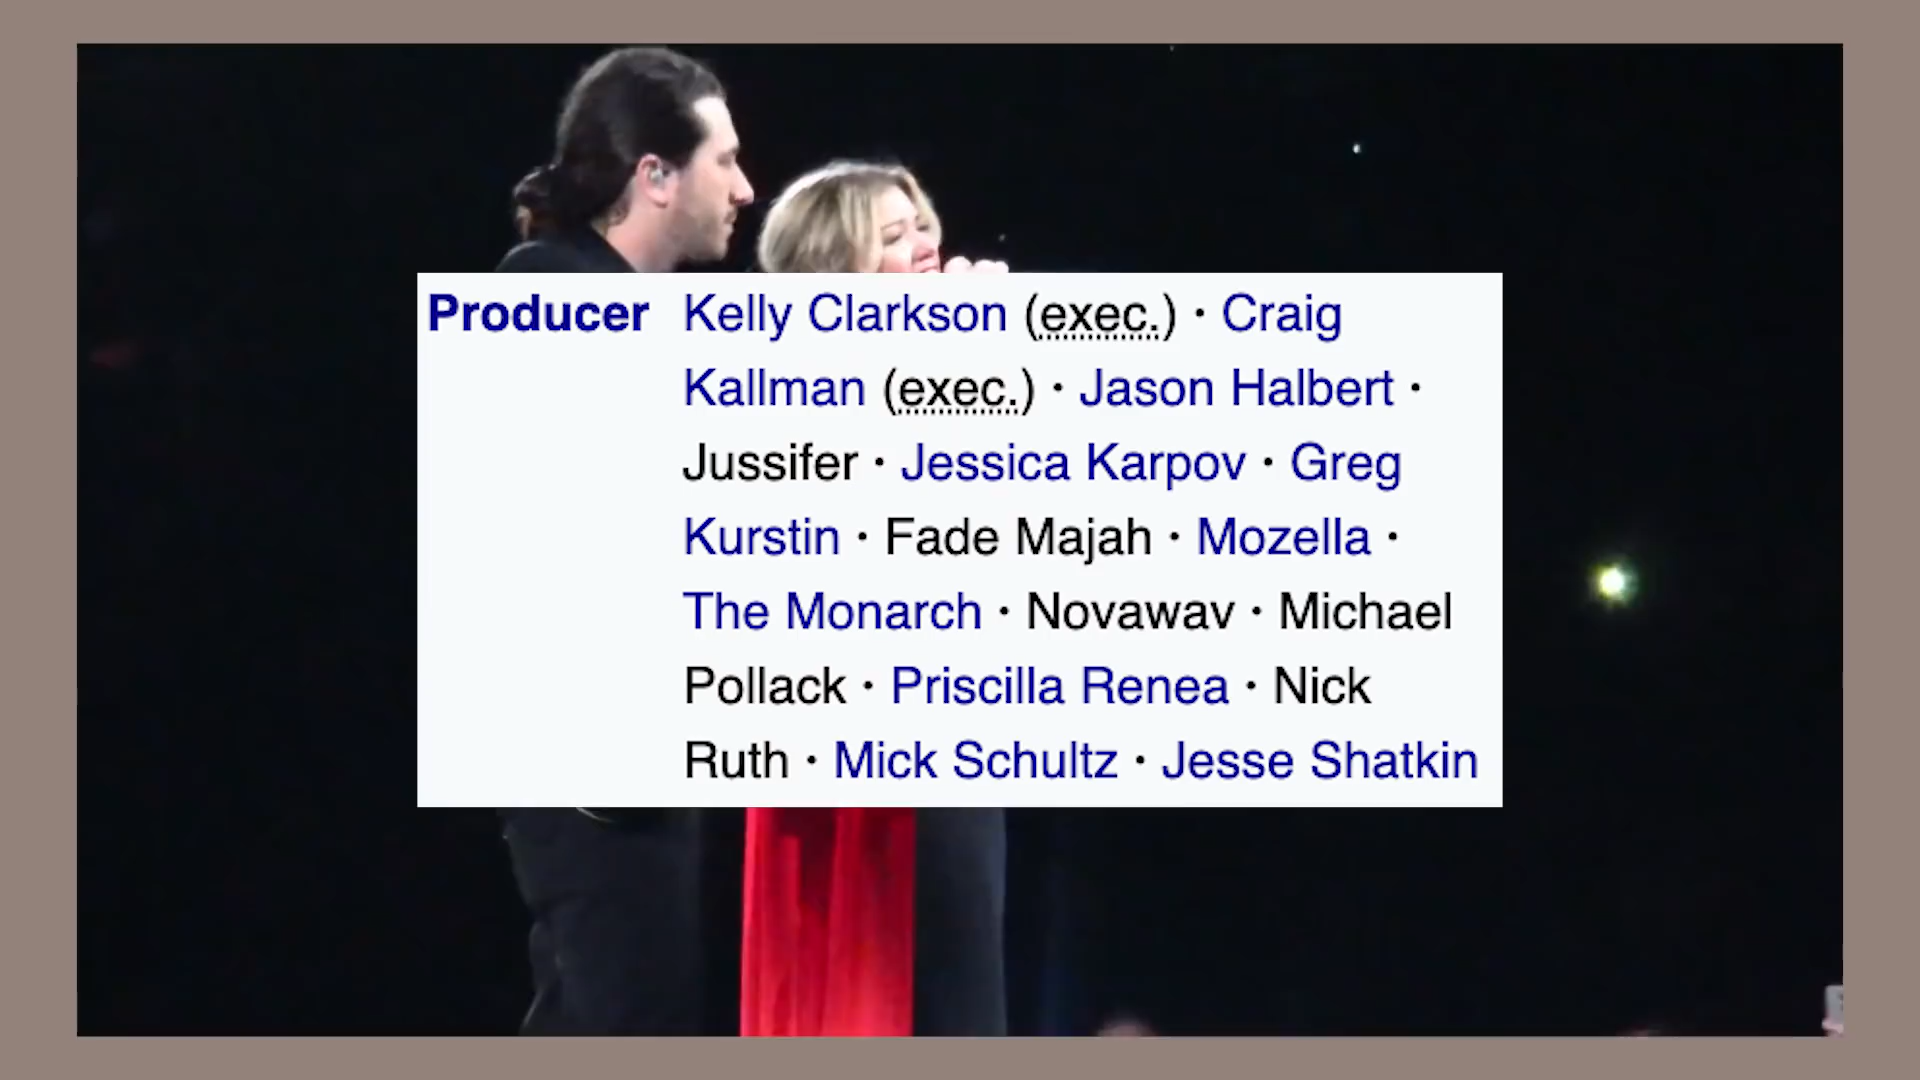 Producer Kelly Clarkson (exec.) · Craig
Kallman (exec.) · Jason Halbert ·
Jussifer · Jessica Karpov · Greg
Kurstin · Fade Majah · Mozella ·
The Monarch · Novawav · Michael
Pollack · Priscilla Renea · Nick
Ruth · Mick Schultz · Jesse Shatkin